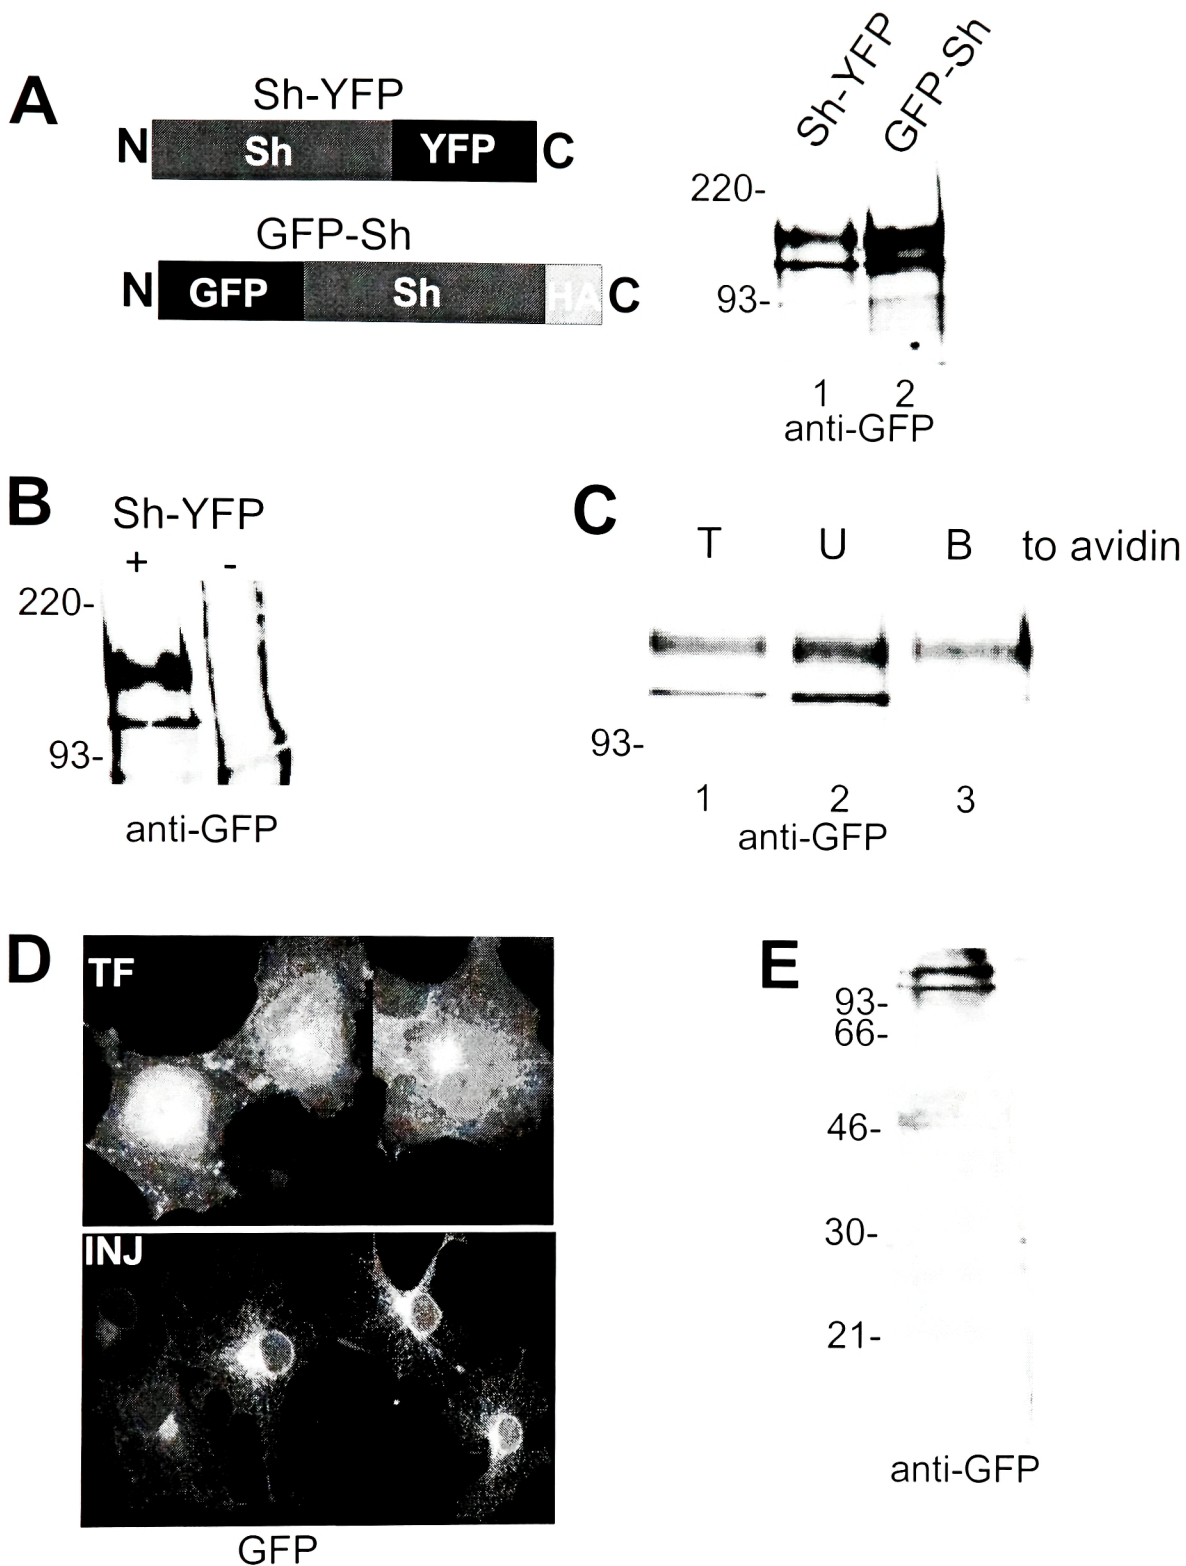 A
Sh-YFP
N Sh YFP C
GFP-Sh
N GFP Sh HA C
Sh-YFP
GFP-Sh
220-
93-
1 2
anti-GFP
B
Sh-YFP
+ -
220-
93-
anti-GFP
C
T U B to avidin
93-
1 2 3
anti-GFP
D
TF
INJ
GFP
E
93-
66-
46-
30-
21-
anti-GFP